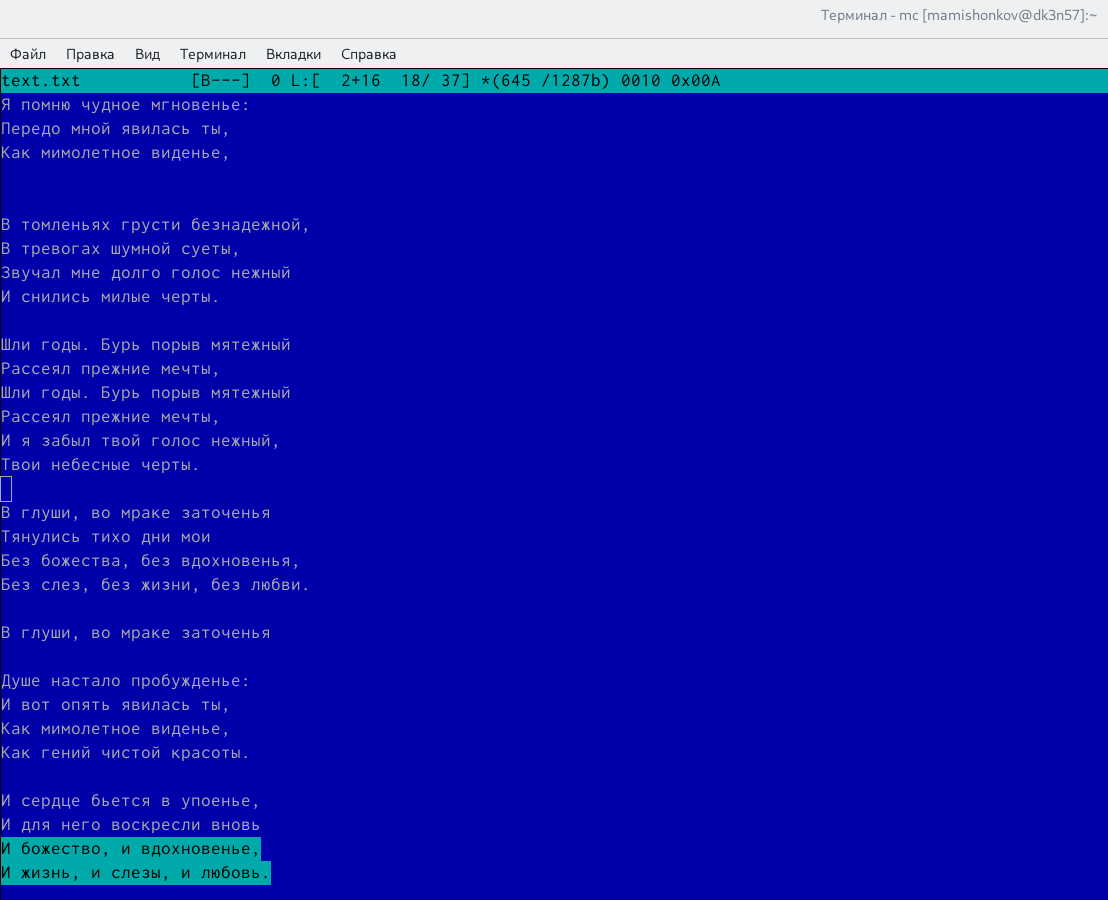 Терминал - mc [mamishonkov@dk3n57]:~
Файл Правка Вид Терминал Вкладки Справка
text.txt [B---] 0 L:[ 2+16 18/ 37] *(645 /1287b) 0010 0x00A
Я помню чудное мгновенье:
Передо мной явилась ты,
Как мимолетное виденье,
В томленьях грусти безнадежной,
В тревогах шумной суеты,
Звучал мне долго голос нежный
И снились милые черты.
Шли годы. Бурь порыв мятежный
Рассеял прежние мечты,
Шли годы. Бурь порыв мятежный
Рассеял прежние мечты,
И я забыл твой голос нежный,
Твои небесные черты.
В глуши, во мраке заточенья
Тянулись тихо дни мои
Без божества, без вдохновенья,
Без слез, без жизни, без любви.
В глуши, во мраке заточенья
Душе настало пробужденье:
И вот опять явилась ты,
Как мимолетное виденье,
Как гений чистой красоты.
И сердце бьется в упоенье,
И для него воскресли вновь
И божество, и вдохновенье,
И жизнь, и слезы, и любовь.